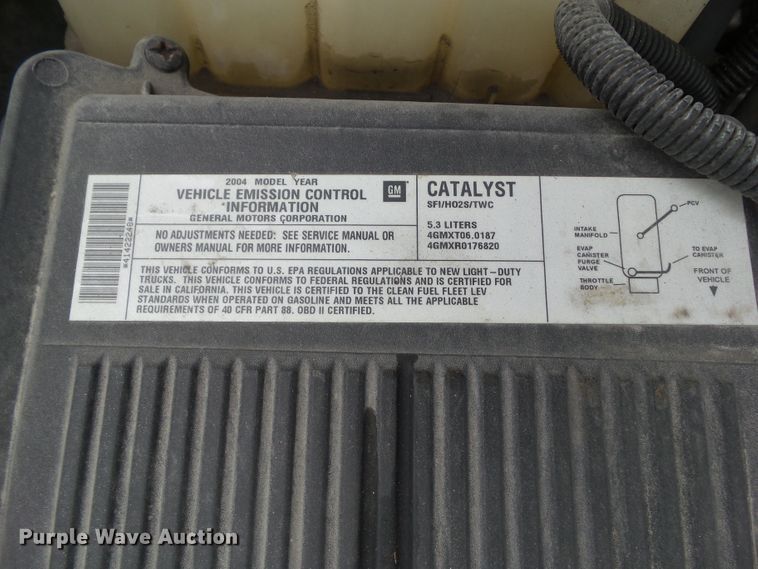 2004 MODEL YEAR
VEHICLE EMISSION CONTROL
INFORMATION
GENERAL MOTORS CORPORATION
GM
NO ADJUSTMENTS NEEDED: SEE SERVICE MANUAL OR
OWNERS MANUAL FOR MORE INFORMATION.
CATALYST
SFI/HO2S/TWC
5.3 LITERS
4GMXT06.0187
4GMXR0176820
THIS VEHICLE CONFORMS TO U.S. EPA REGULATIONS APPLICABLE TO NEW LIGHT-DUTY
TRUCKS. THIS VEHICLE CONFORMS TO FEDERAL REGULATIONS AND IS CERTIFIED FOR
SALE IN CALIFORNIA. THIS VEHICLE IS CERTIFIED TO THE CLEAN FUEL FLEET LEV
STANDARDS WHEN OPERATED ON GASOLINE AND MEETS ALL THE APPLICABLE
REQUIREMENTS OF 40 CFR PART 88. OBD II CERTIFIED.
*41422248*
PCV
INTAKE
MANIFOLD
EVAP
CANISTER
PURGE
VALVE
THROTTLE
BODY
TO EVAP
CANISTER
FRONT OF
VEHICLE
Purple Wave Auction